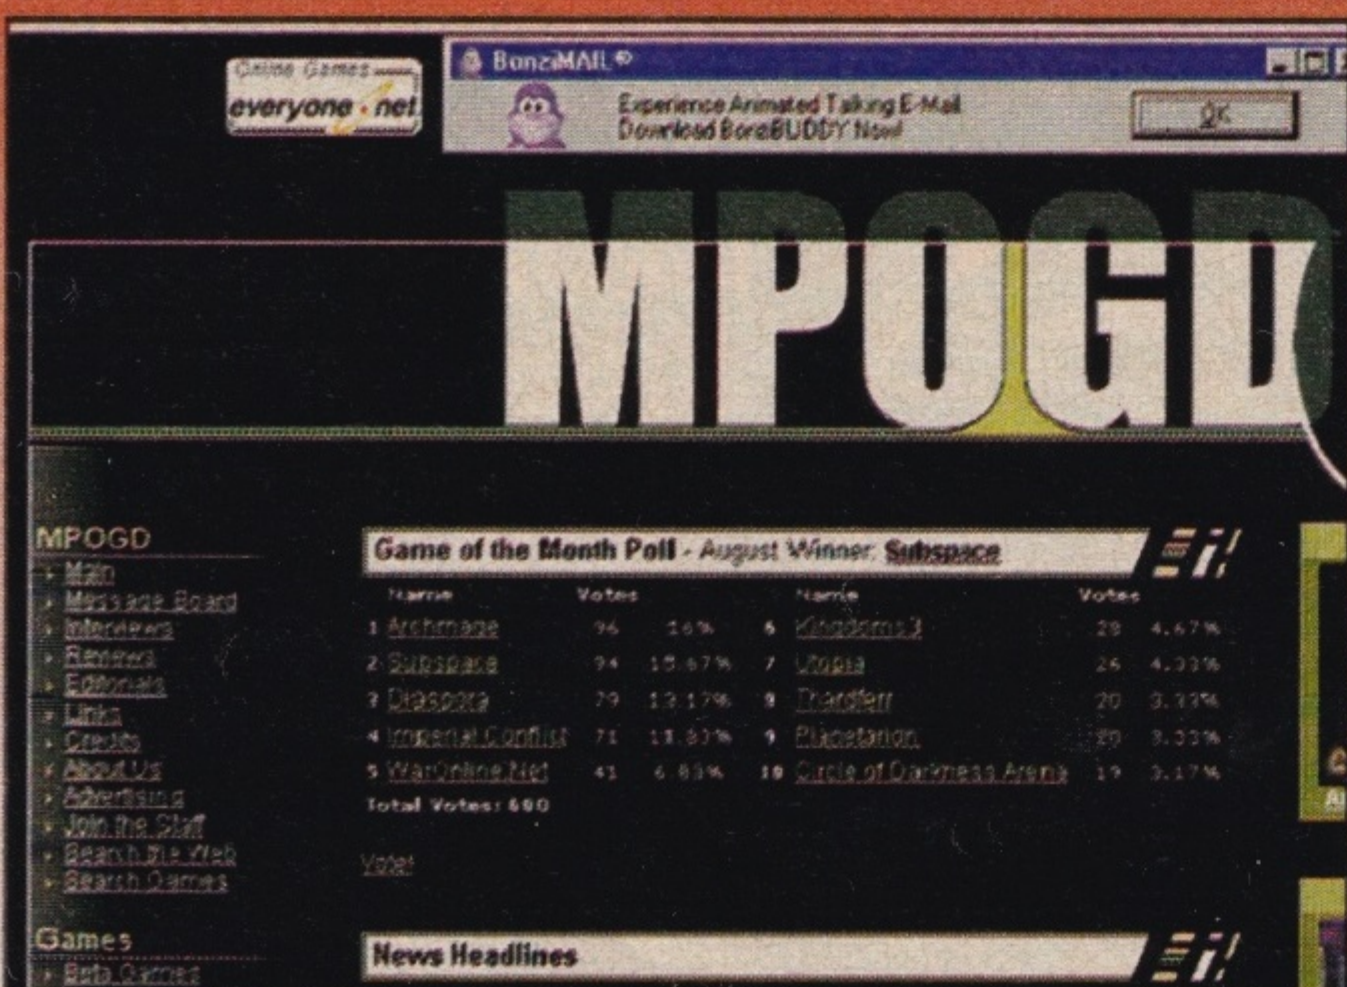 Online Games
everyone.net
BonziMAIL©
Experience Animated Talking E-Mail
Download BonziBUDDY Now!
OK
MPOGD
MPOGD
Main
Message Board
Interviews
Reviews
Editorials
Links
Credits
About Us
Advertising
Join the Staff
Search the Web
Search Games
Games
Beta Games
Game of the Month Poll - August Winner: Subspace
Name Votes Name Votes
1 Archmage 96 16% 6 Kingdoms3 28 4.67%
2 Subspace 94 15.67% 7 Utopia 26 4.33%
3 Diaspora 79 13.17% 8 20 3.33%
4 Imperial Conflict 71 11.83% 9 Planetarion 20 3.33%
5 WarOnline.Net 41 6.83% 10 Circle of Darkness Arena 19 3.17%
Total Votes: 600
Vote!
News Headlines